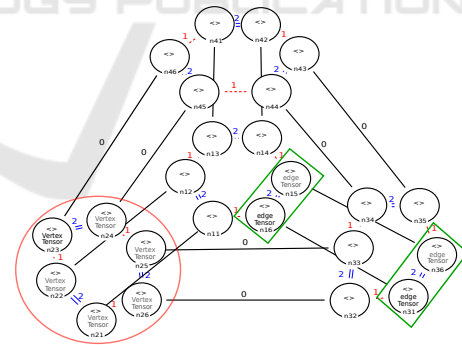 <>
n41
2
<>
n42
1
1
<>
n46
<>
n43
2
2
<>
n45
1
<>
n44
0
0
0
0
<>
n13
2
<>
n14
1
1
<>
n12
<>
edge
Tensor
n15
2
2
<>
n11
1
<>
edge
Tensor
n16
<>
n34
2
<>
n35
<>
Vertex
Tensor
n23
2
<>
Vertex
Tensor
n24
1
1
1
1
<>
Vertex
Tensor
n25
0
<>
n33
<>
n36
edge
Tensor
<>
Vertex
Tensor
n22
2
2
2
2
<>
Vertex
Tensor
n21
1
<>
Vertex
Tensor
n26
0
<>
n32
1
<>
edge
Tensor
n31